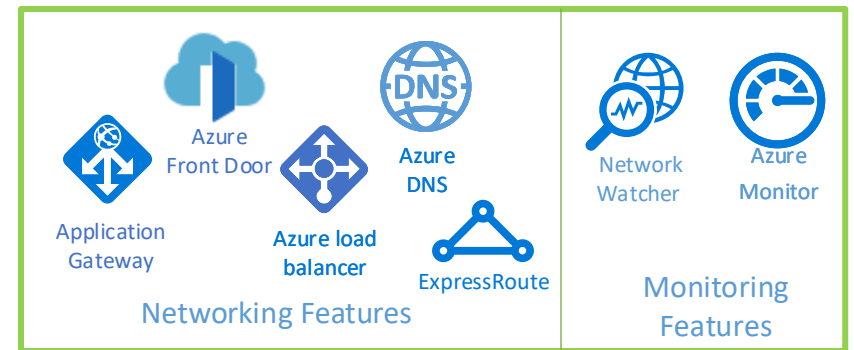 Azure
Front Door
DNS
Azure
DNS
Application
Gateway
Azure load
balancer
ExpressRoute
Networking Features
Network
Watcher
Azure
Monitor
Monitoring
Features